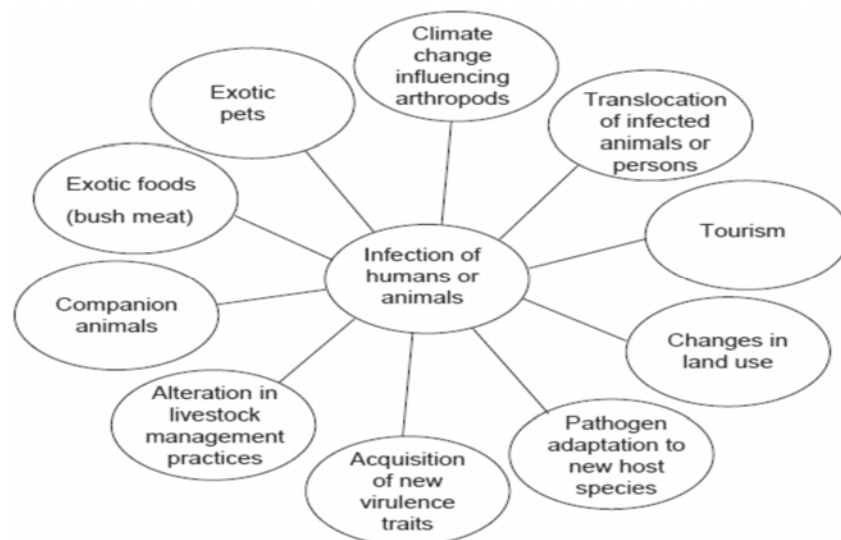 Climate
change
influencing
arthropods
Exotic
pets
Translocation
of infected
animals or
persons
Exotic foods
(bush meat)
Tourism
Infection of
humans or
animals
Companion
animals
Changes in
land use
Alteration in
livestock
management
practices
Pathogen
adaptation to
new host
species
Acquisition
of new
virulence
traits